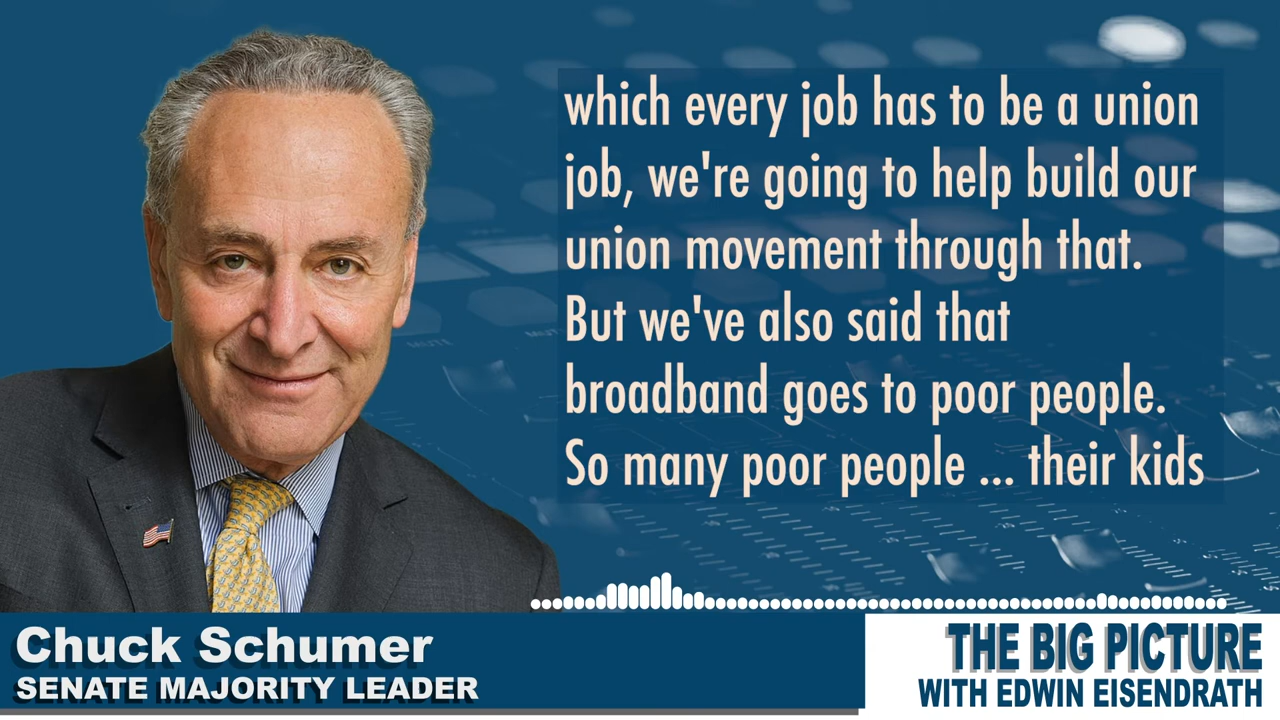 which every job has to be a union
job, we're going to help build our
union movement through that.
But we've also said that
broadband goes to poor people.
So many poor people ... their kids
Chuck Schumer
SENATE MAJORITY LEADER
THE BIG PICTURE
WITH EDWIN EISENDRATH